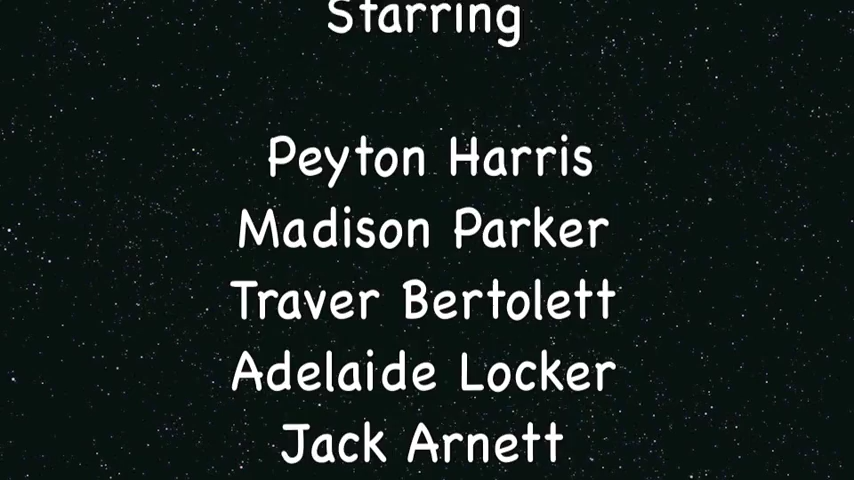 Starring
Peyton Harris
Madison Parker
Traver Bertolett
Adelaide Locker
Jack Arnett